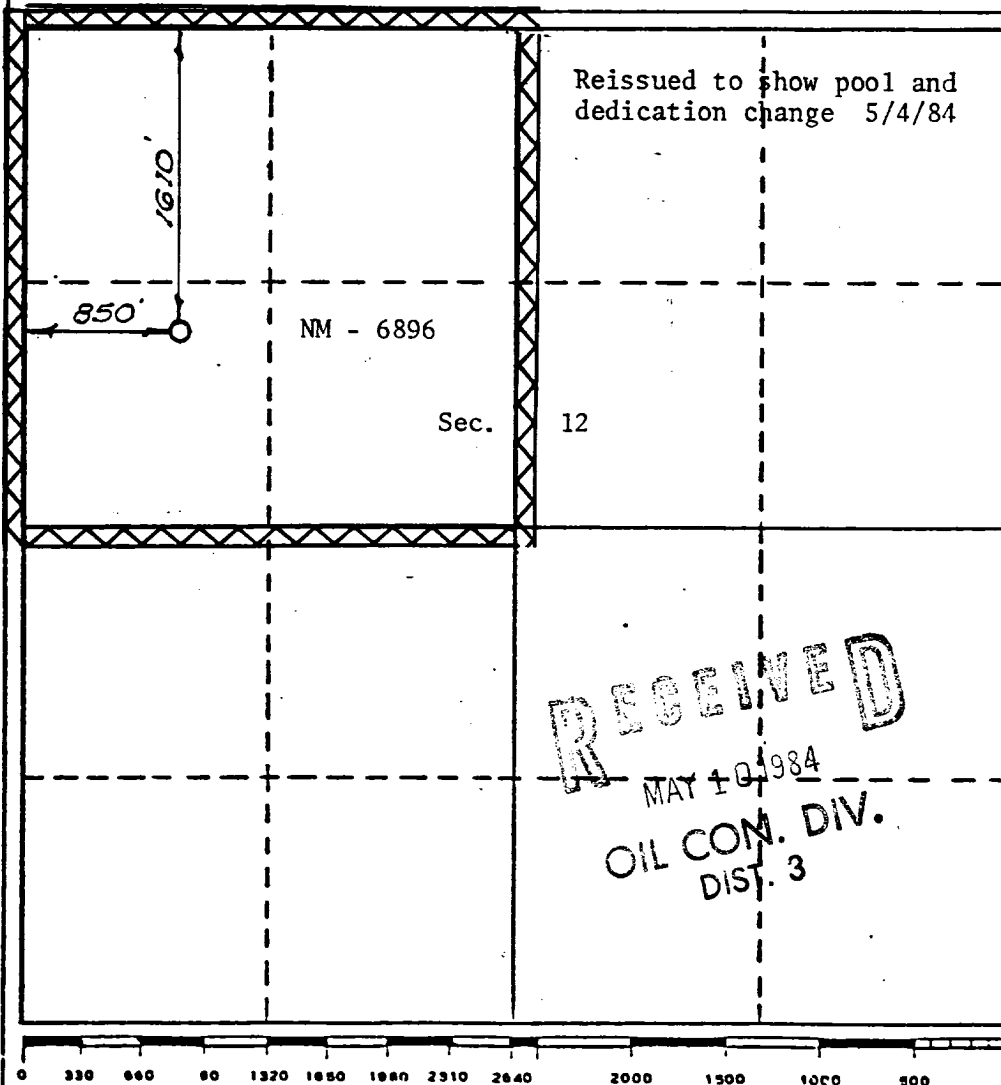 Reissued to show pool and
dedication change 5/4/84
1610'
850'
NM - 6896
Sec. 12
RECEIVED
MAY 10 1984
OIL CON. DIV.
DIST. 3
0 330 660 90 1320 1650 1980 2310 2640 2000 1500 1000 500